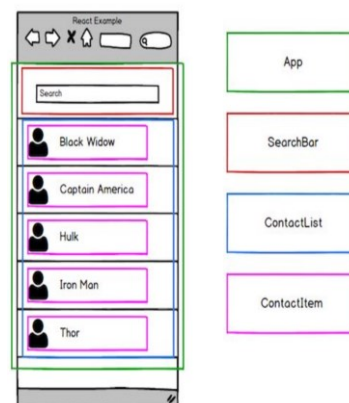 React Example
Search
Black Widow
Captain America
Hulk
Iron Man
Thor
App
SearchBar
ContactList
ContactItem